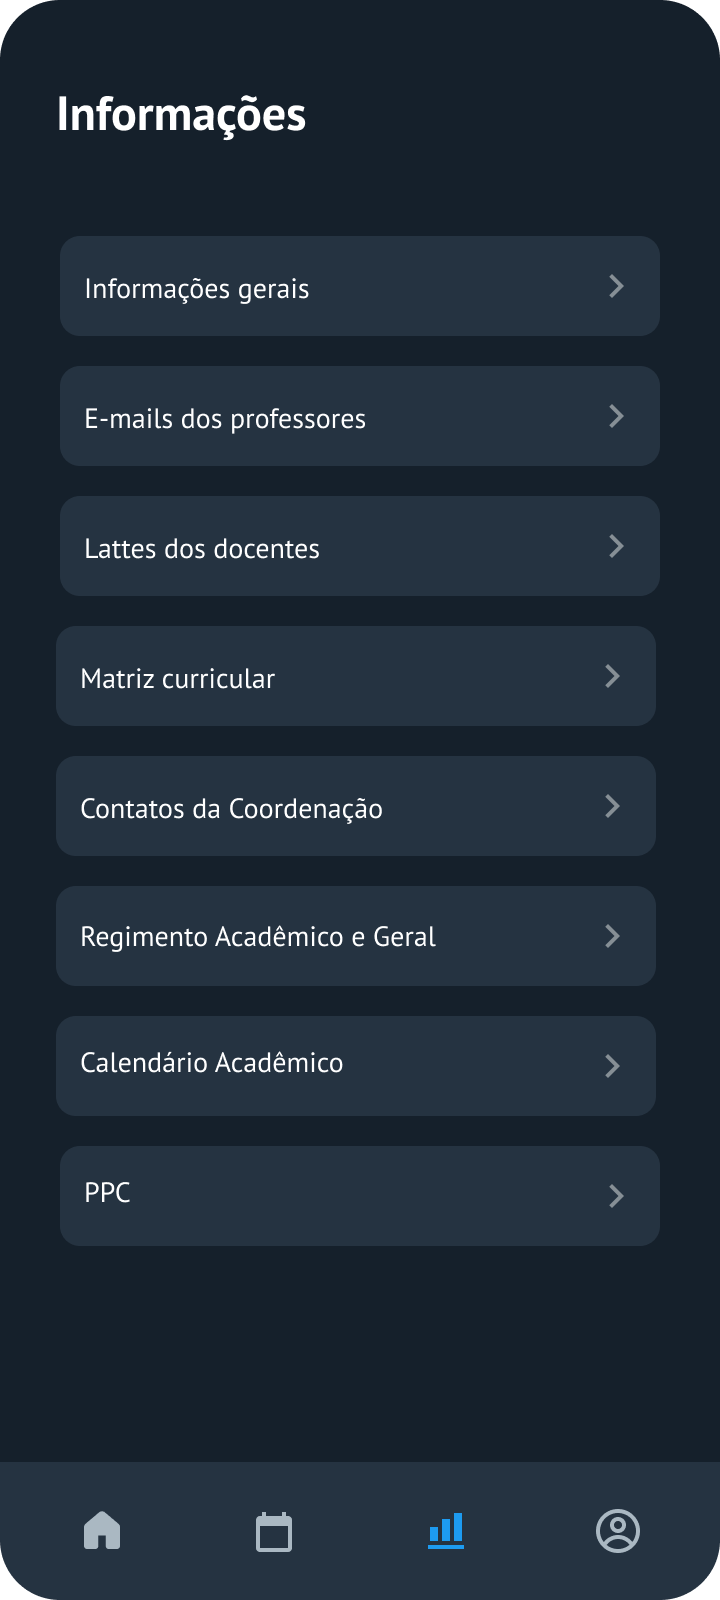 Informações
Informações gerais
E-mails dos professores
Lattes dos docentes
Matriz curricular
Contatos da Coordenação
Regimento Acadêmico e Geral
Calendário Acadêmico
PPC